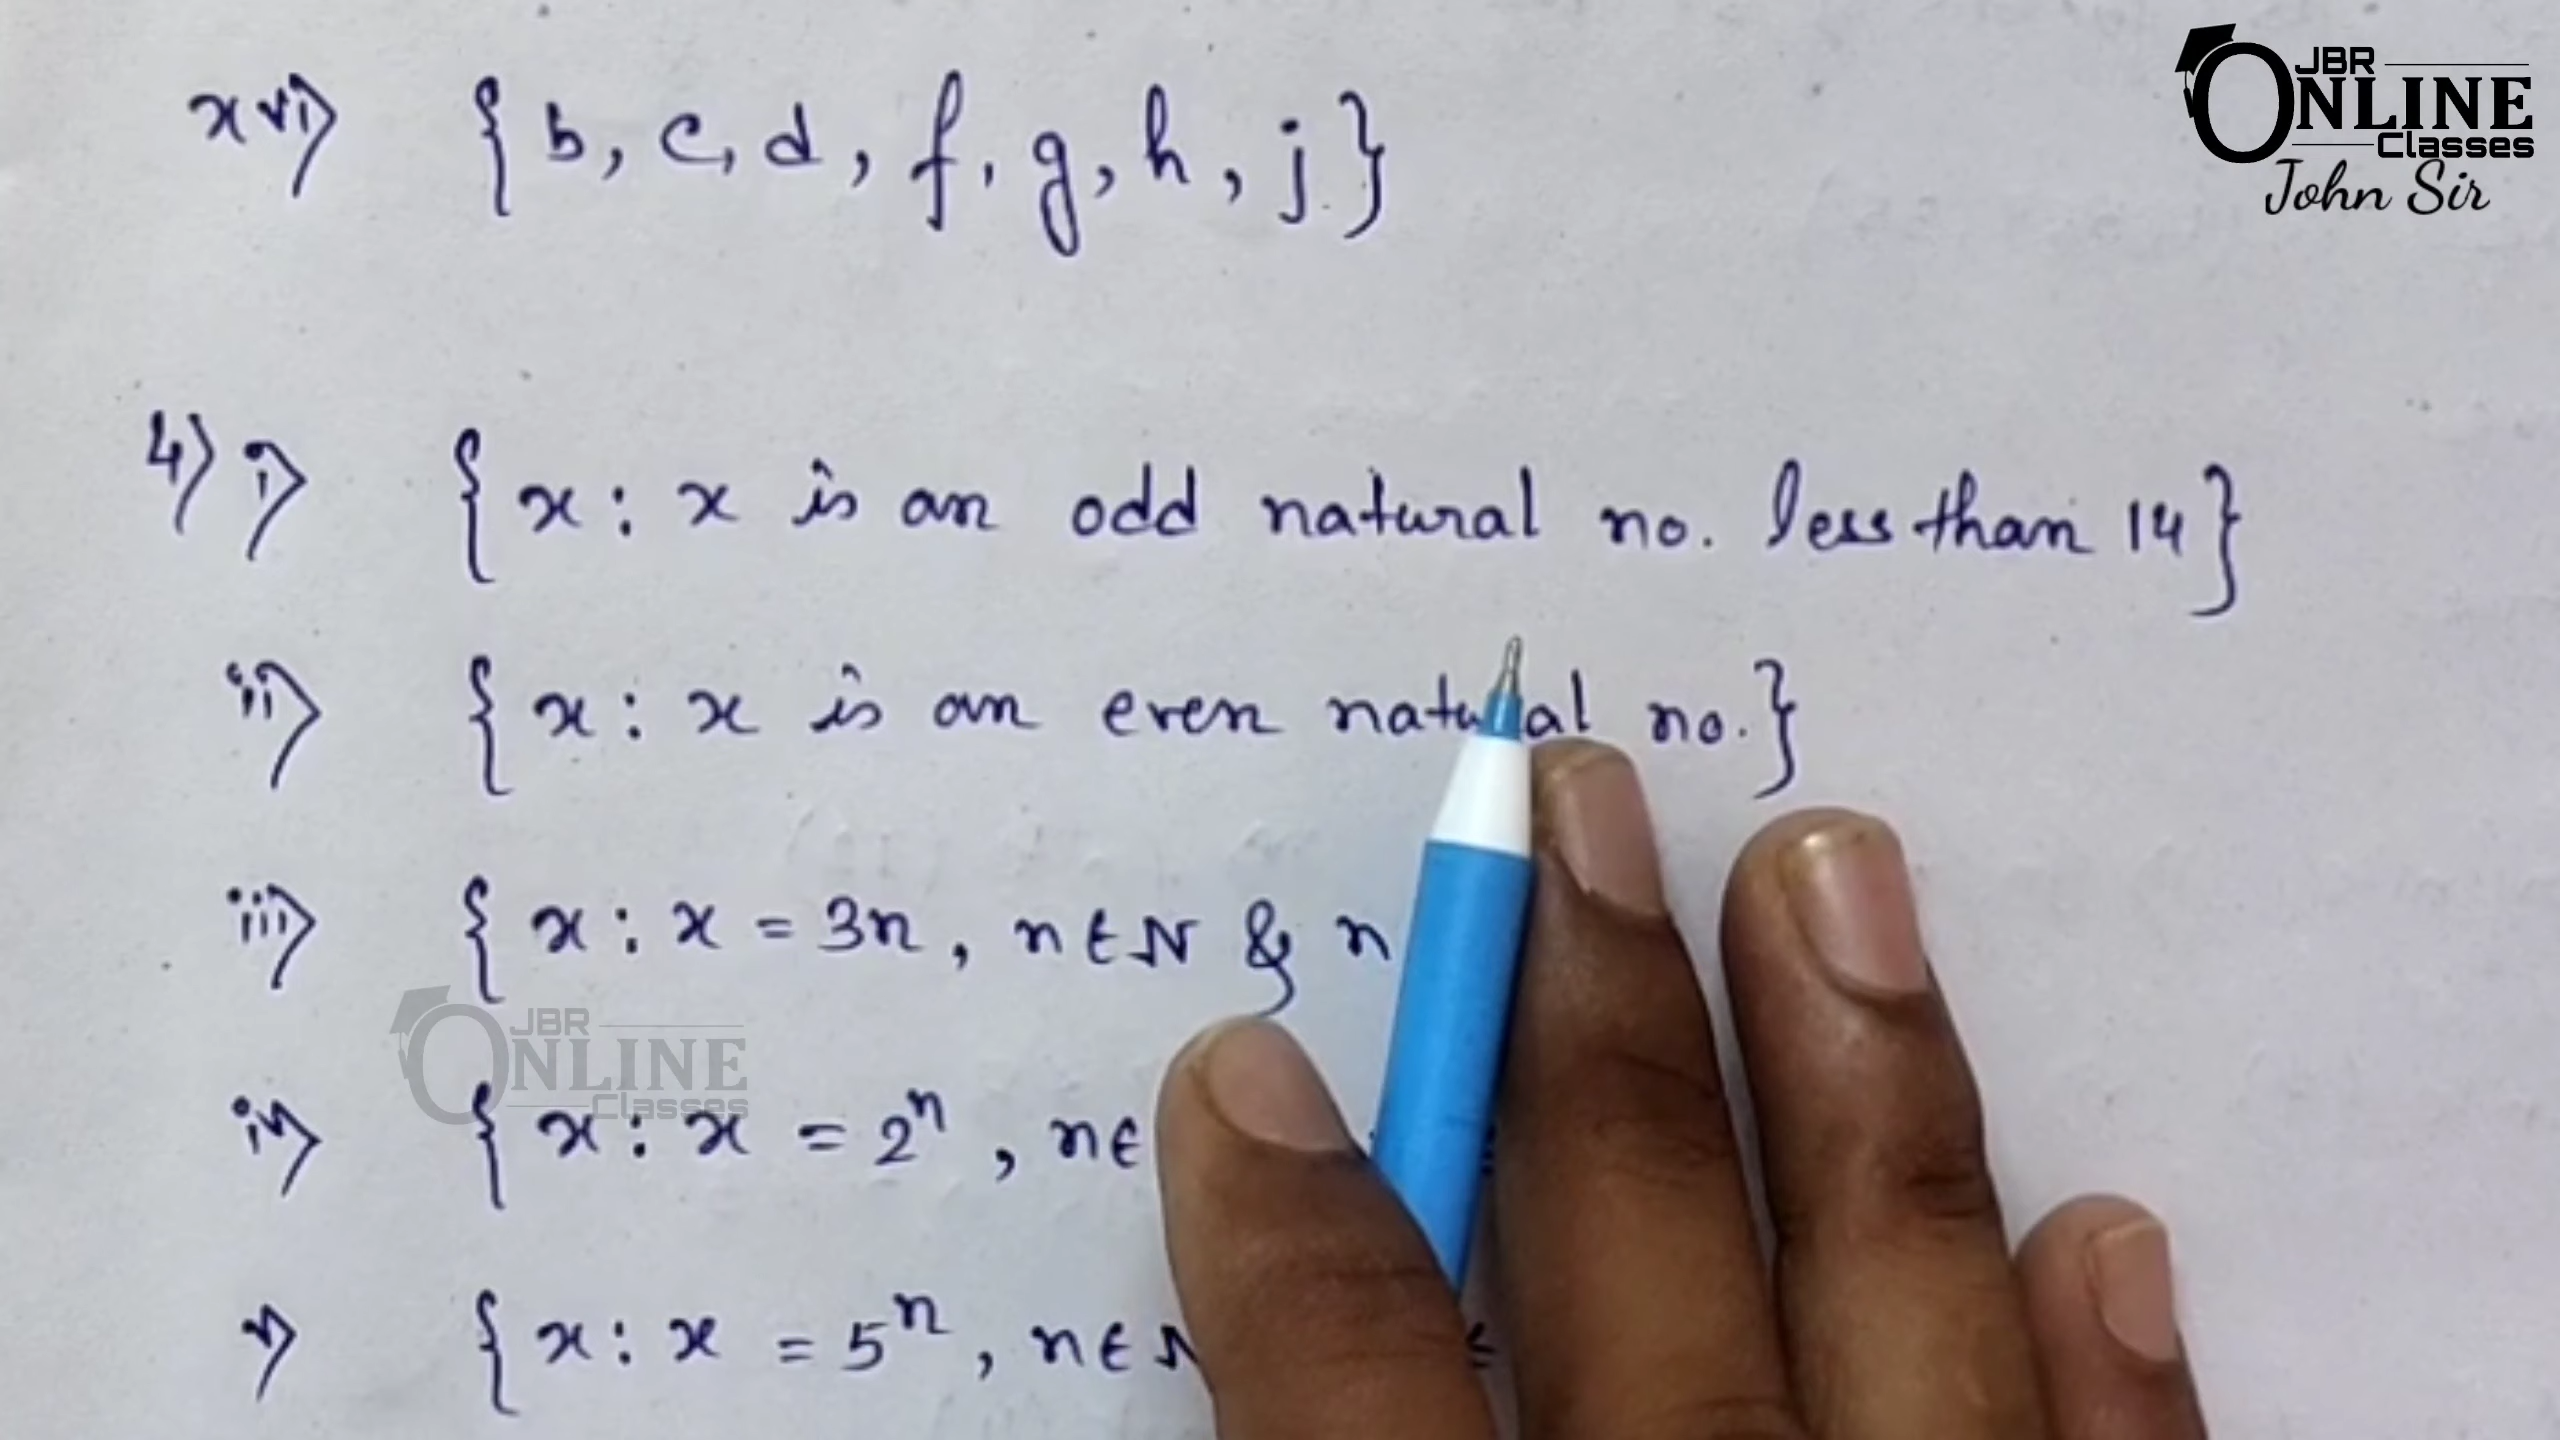 JBR
ONLINE
Classes
John Sir
xvi) {b, c, d, f, g, h, j}
4) i) {x : x is an odd natural no. less than 14}
ii) {x : x is an even natural no.}
iii) {x : x = 3n, n ∈ N & n
JBR
ONLINE
Classes
iv) {x : x = 2ⁿ, n ∈
v) {x : x = 5ⁿ, n ∈ N